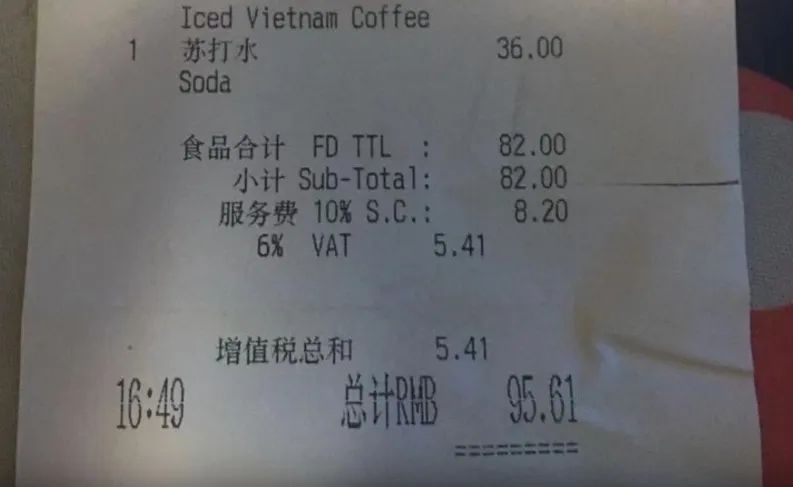 Iced Vietnam Coffee
1 苏打水 36.00
Soda
食品合计 FD TTL : 82.00
小计 Sub-Total: 82.00
服务费 10% S.C.: 8.20
6% VAT 5.41
增值税总和 5.41
16:49 总计RMB 95.61
=========